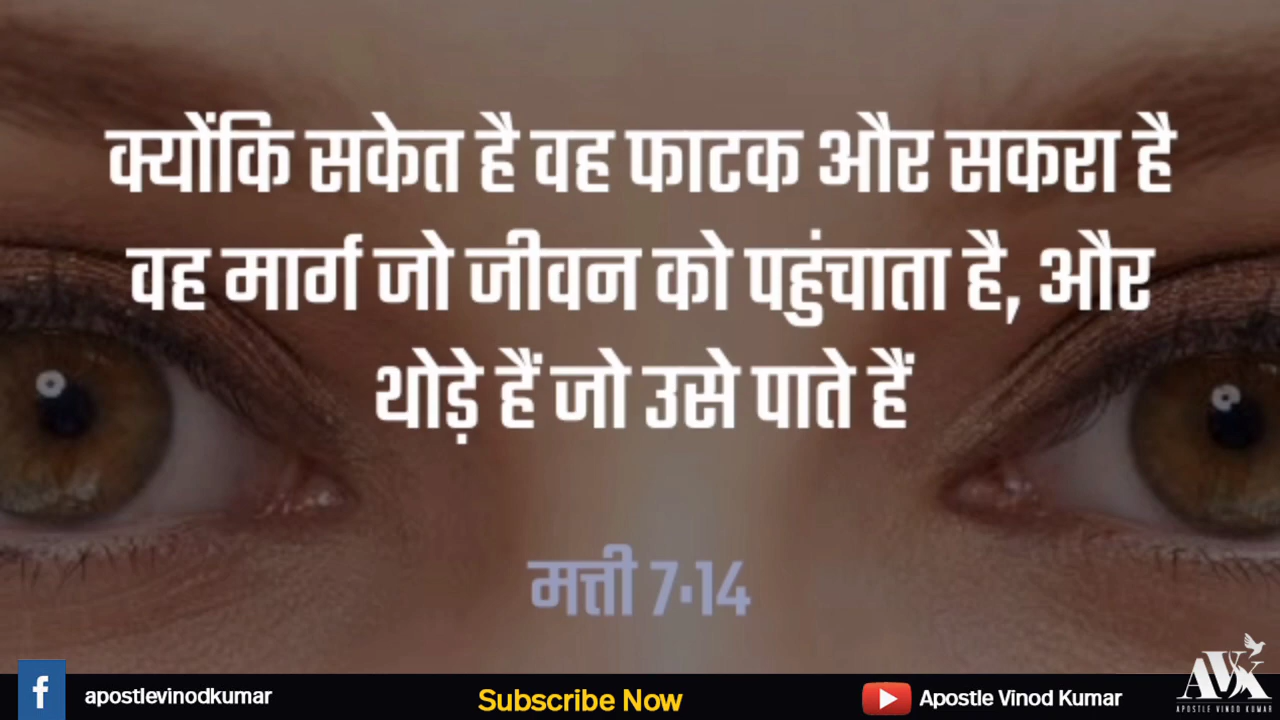 क्योंकि सकेत है वह फाटक और सकरा है
वह मार्ग जो जीवन को पहुंचाता है, और
थोड़े हैं जो उसे पाते हैं
मत्ती 7:14
f apostlevinodkumar
Subscribe Now
Apostle Vinod Kumar
AVK
APOSTLE VINOD KUMAR